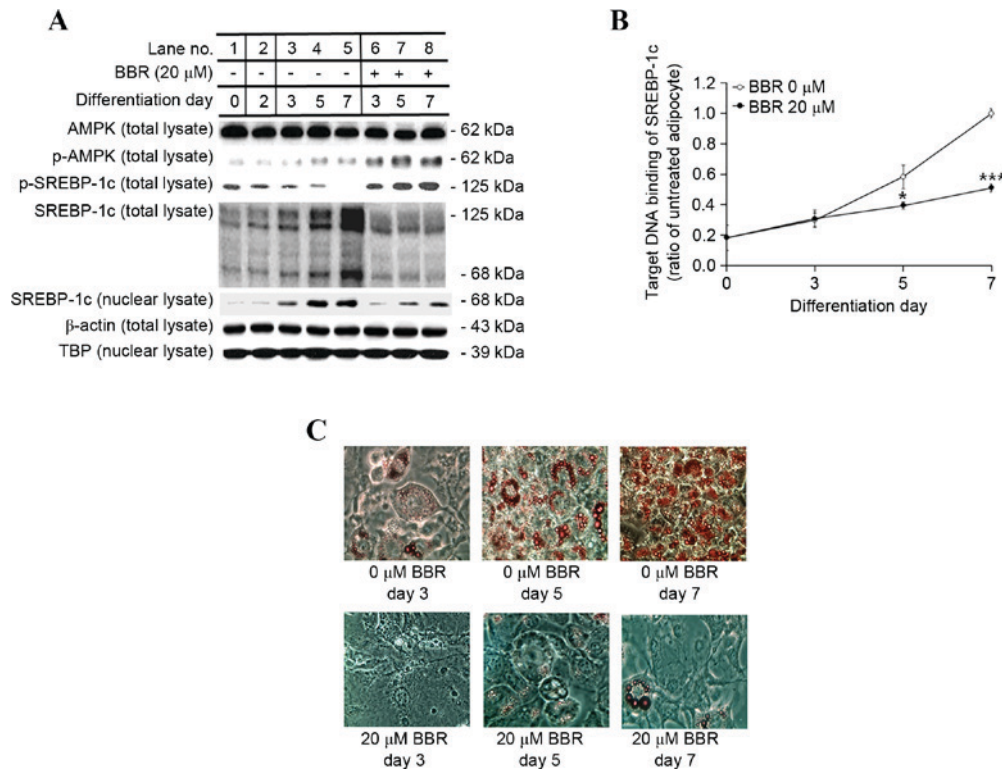 A
Lane no. 1 2 3 4 5 6 7 8
BBR (20 μM) - - - - - + + +
Differentiation day 0 2 3 5 7 3 5 7
AMPK (total lysate) - 62 kDa
p-AMPK (total lysate) - 62 kDa
p-SREBP-1c (total lysate) - 125 kDa
SREBP-1c (total lysate) - 125 kDa
- 68 kDa
SREBP-1c (nuclear lysate) - 68 kDa
β-actin (total lysate) - 43 kDa
TBP (nuclear lysate) - 39 kDa
B
Target DNA binding of SREBP-1c
(ratio of untreated adipocyte)
1.2
1.0
0.8
0.6
0.4
0.2
0.0
BBR 0 μM
BBR 20 μM
*
***
0 3 5 7
Differentiation day
C
0 μM BBR 0 μM BBR 0 μM BBR
day 3 day 5 day 7
20 μM BBR 20 μM BBR 20 μM BBR
day 3 day 5 day 7